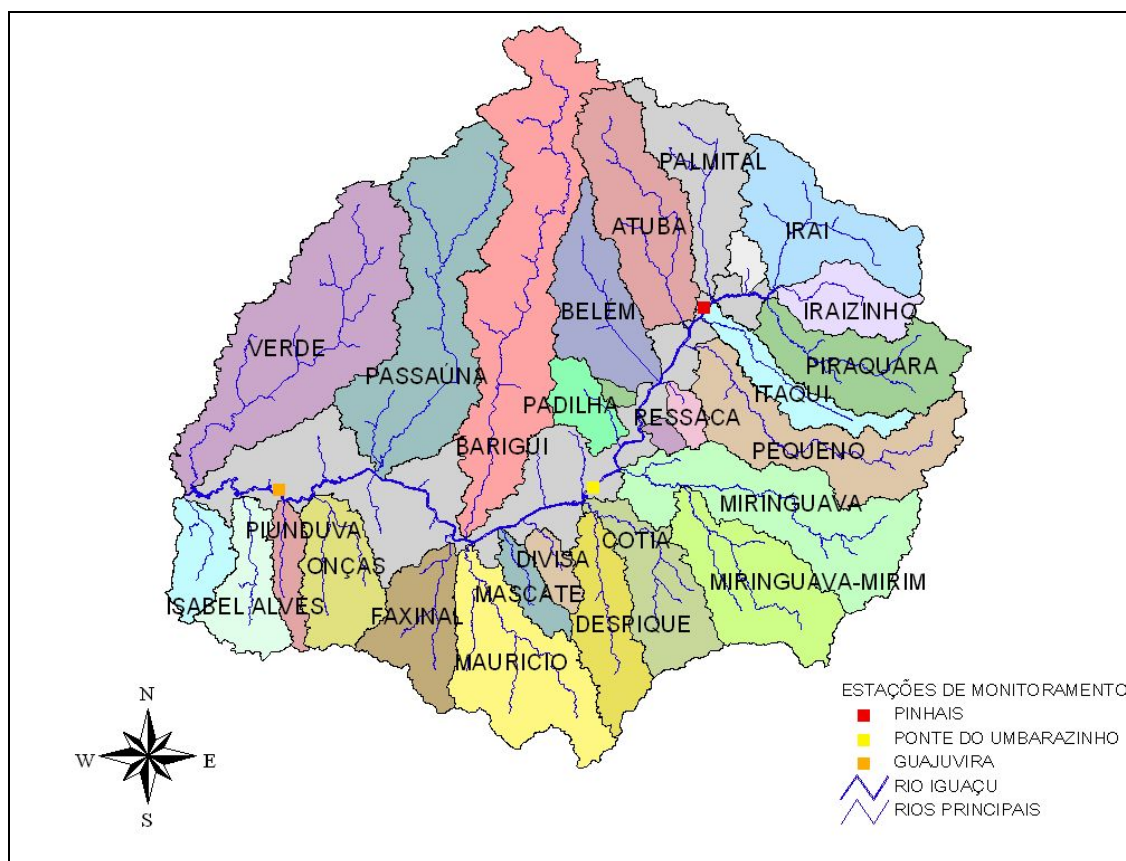 PALMITAL
ATUBA
IRAI
BELÉM
IRAIZINHO
VERDE
PASSAÚNA
PIRAQUARA
ITAQUI
PADILHA
RESSACA
BARIGÜI
PEQUENO
MIRINGUAVA
PIUNDUVA
COTIA
DIVISA
ONÇAS
MIRINGUAVA-MIRIM
MASCATE
ISABEL ALVES
FAXINAL
DESPIQUE
MAURICIO
ESTAÇÕES DE MONITORAMENTO
PINHAIS
PONTE DO UMBARAZINHO
GUAJUVIRA
RIO IGUAÇU
RIOS PRINCIPAIS
N
W
E
S